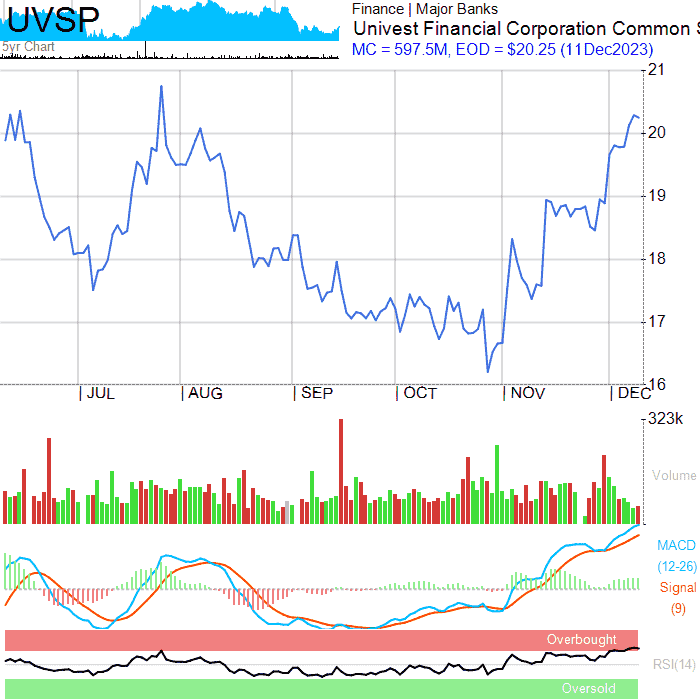 UVSP
5yr Chart
Finance | Major Banks
Univest Financial Corporation Common S
MC = 597.5M, EOD = $20.25 (11Dec2023)
21
20
19
18
17
16
JUL AUG SEP OCT NOV DEC
323k
Volume
MACD
(12-26)
Signal
(9)
Overbought
RSI(14)
Oversold